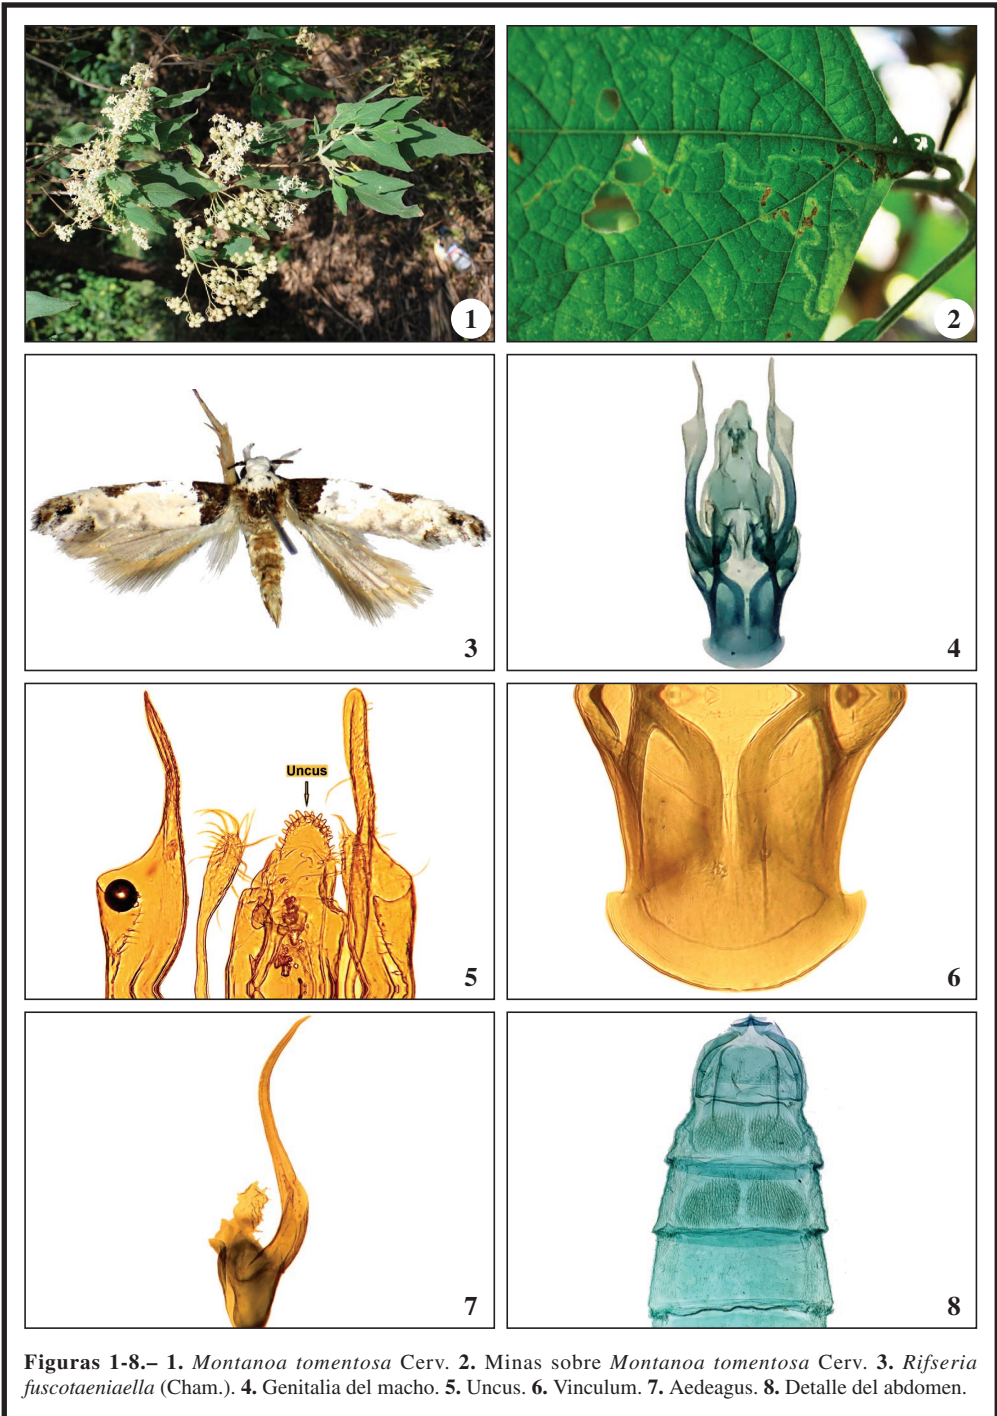 1
2
3
4
Uncus
5
6
7
8
Figuras 1-8.– 1. Montanoa tomentosa Cerv. 2. Minas sobre Montanoa tomentosa Cerv. 3. Rifseria
fuscotaeniaella (Cham.). 4. Genitalia del macho. 5. Uncus. 6. Vinculum. 7. Aedeagus. 8. Detalle del abdomen.